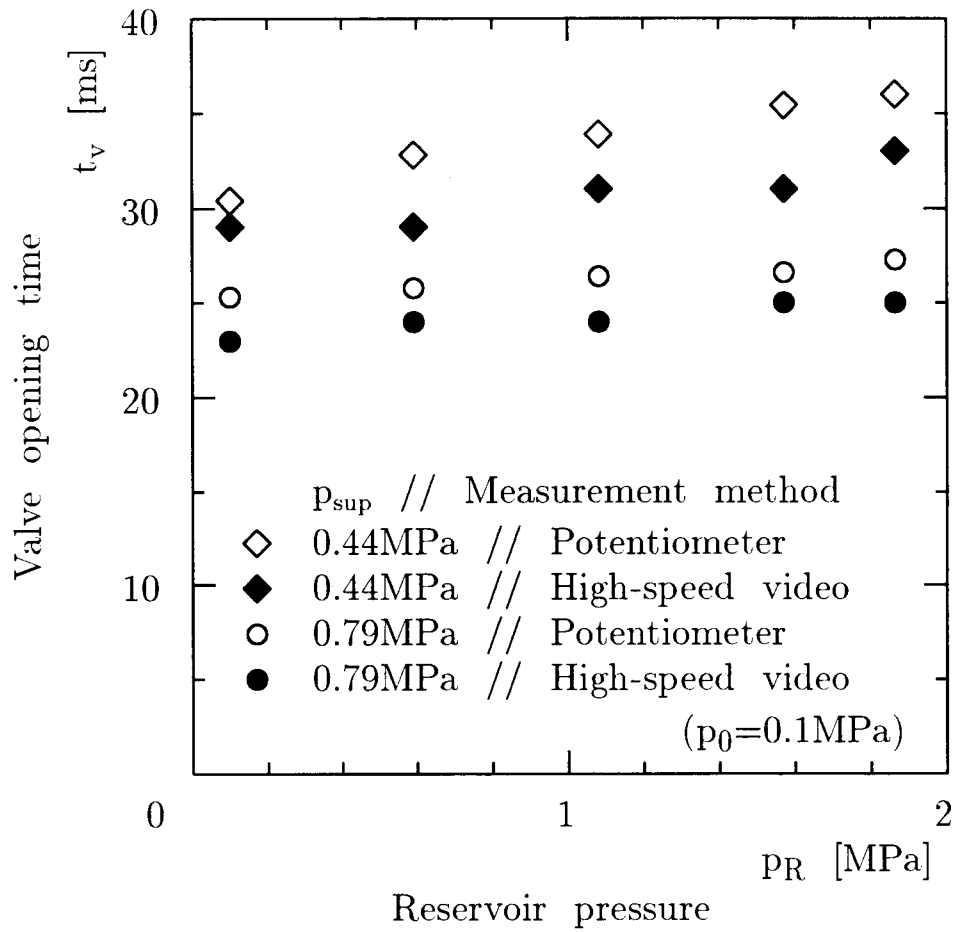 40
30
20
10
0
1
2
t_v [ms]
Valve opening time
p_sup // Measurement method
◇ 0.44MPa // Potentiometer
◆ 0.44MPa // High-speed video
○ 0.79MPa // Potentiometer
● 0.79MPa // High-speed video
(p₀=0.1MPa)
p_R [MPa]
Reservoir pressure